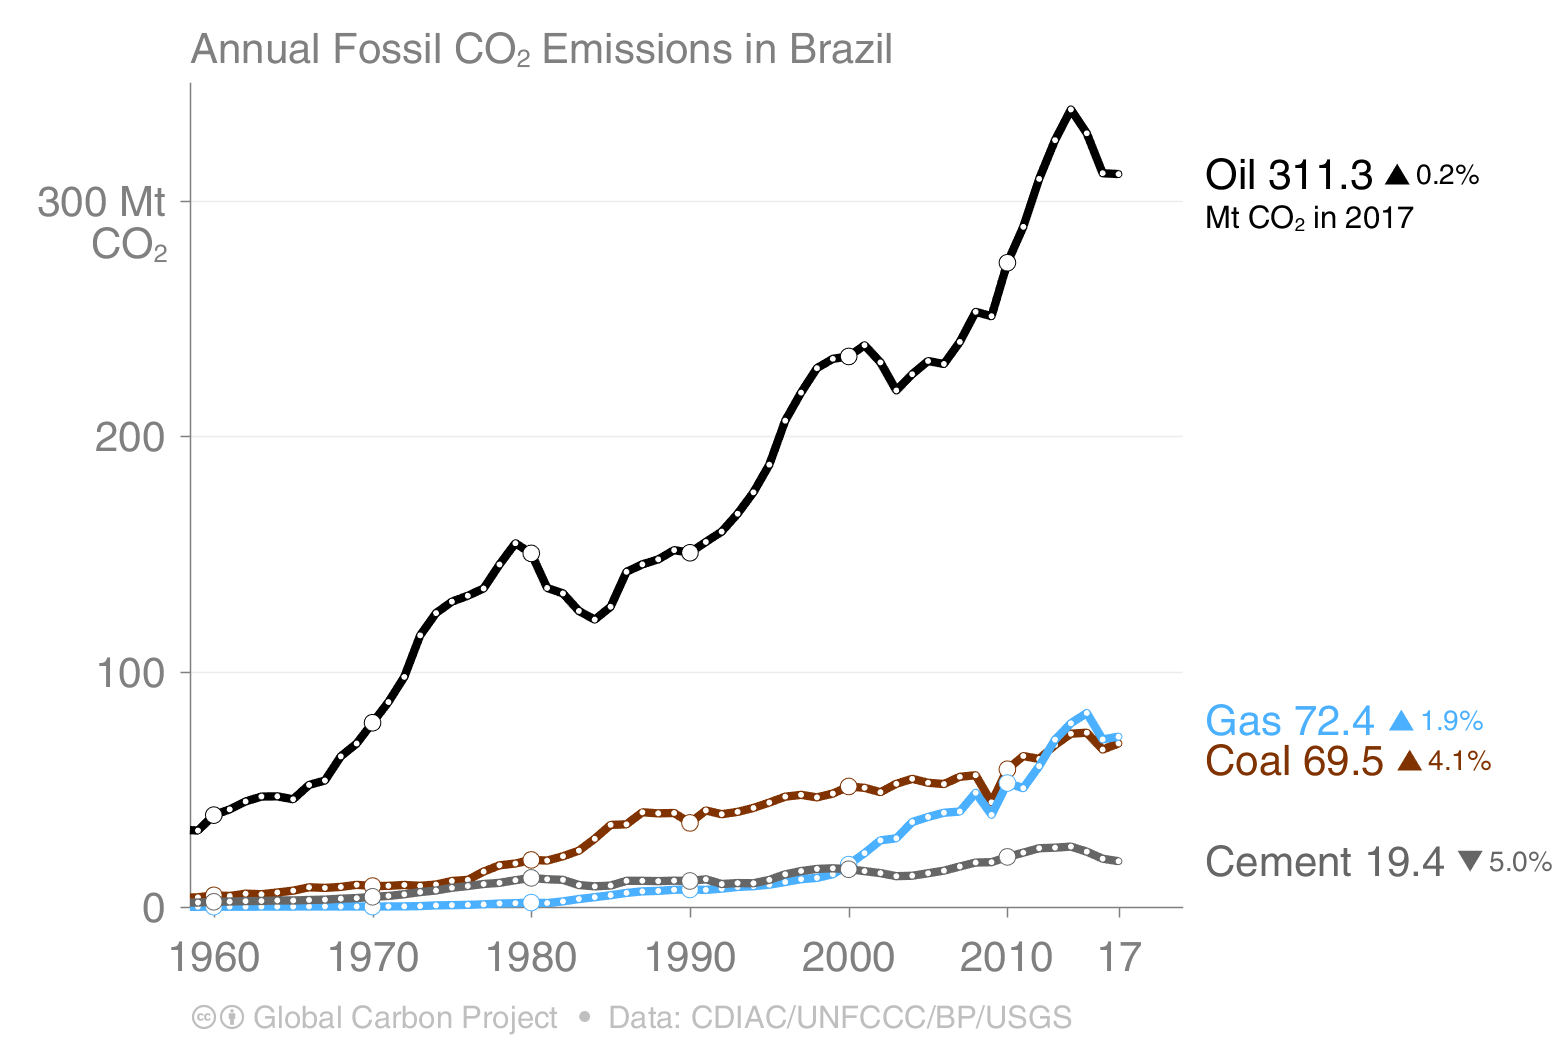 Annual Fossil CO₂ Emissions in Brazil
300 Mt
CO₂
200
100
0
Oil 311.3 ▲ 0.2%
Mt CO₂ in 2017
Gas 72.4 ▲ 1.9%
Coal 69.5 ▲ 4.1%
Cement 19.4 ▼ 5.0%
1960 1970 1980 1990 2000 2010 17
cc Global Carbon Project • Data: CDIAC/UNFCCC/BP/USGS